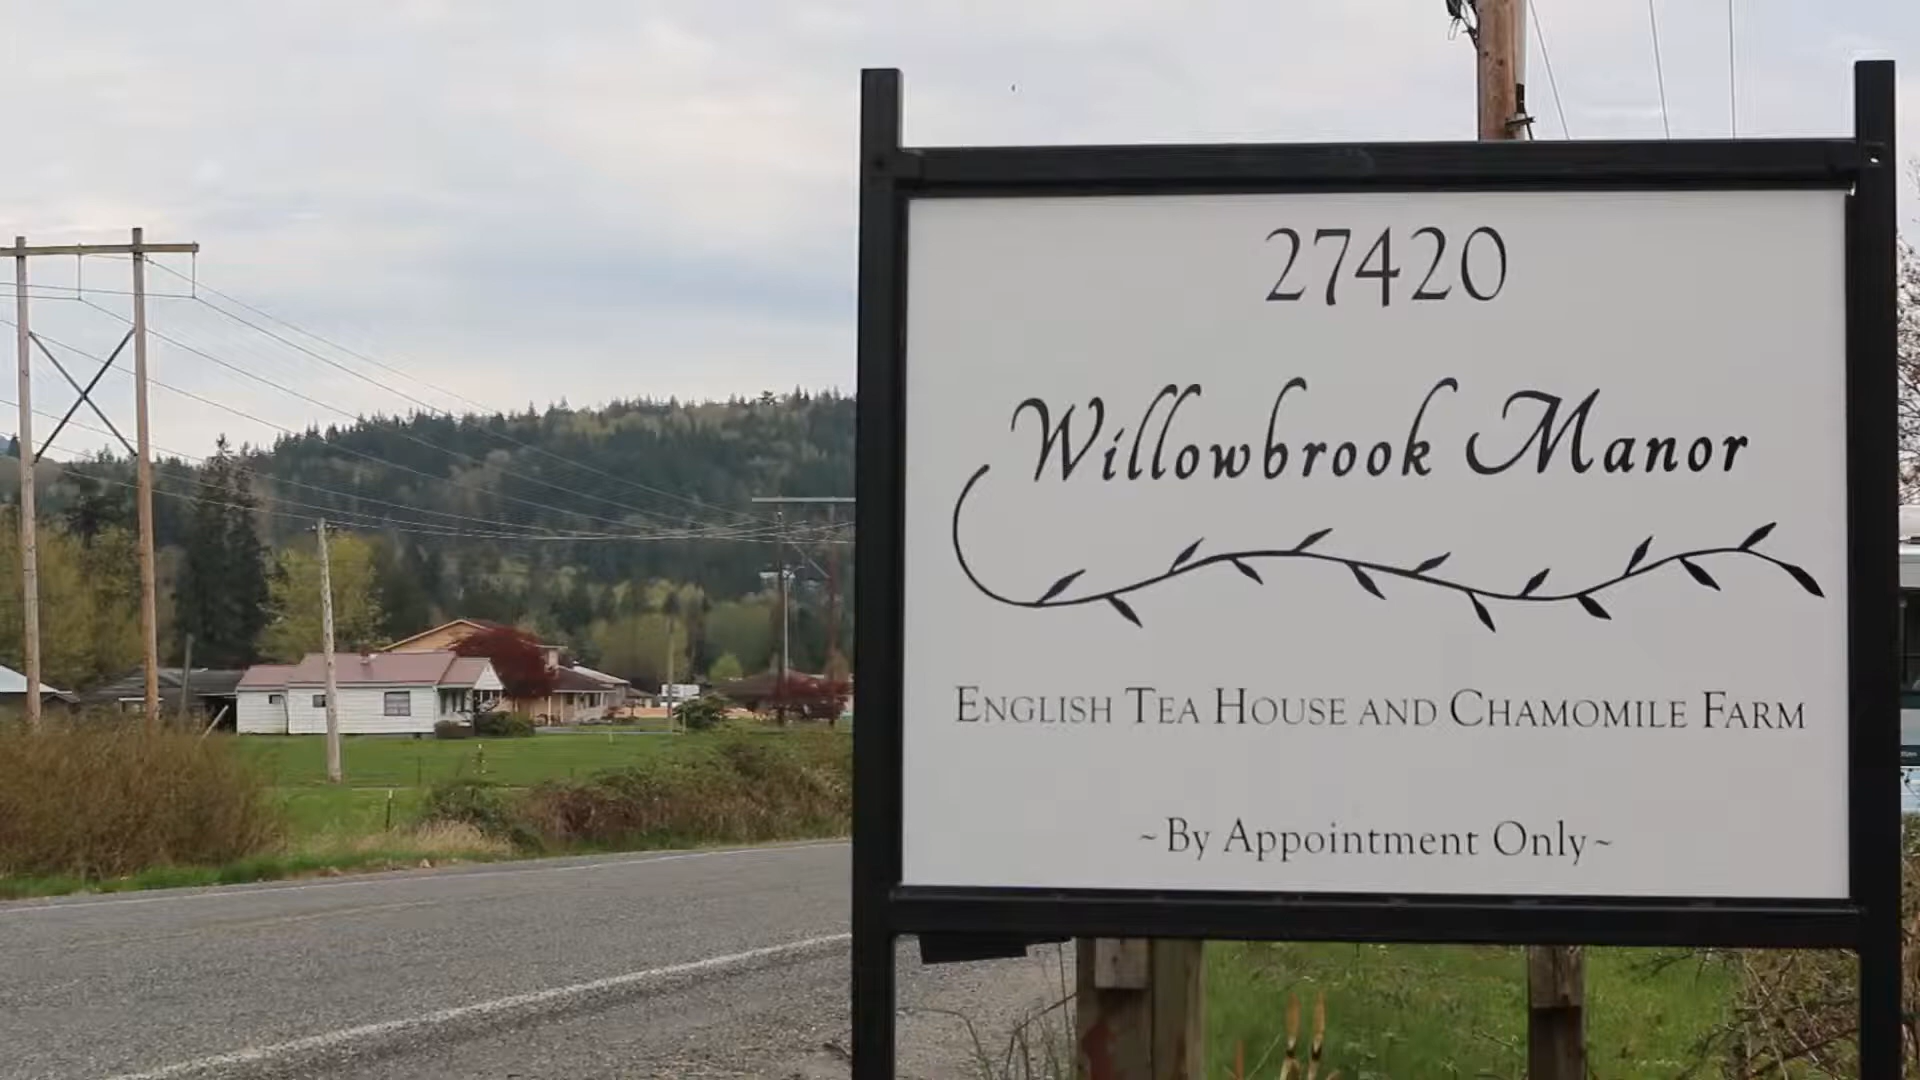 27420
Willowbrook Manor
English Tea House and Chamomile Farm
~By Appointment Only~